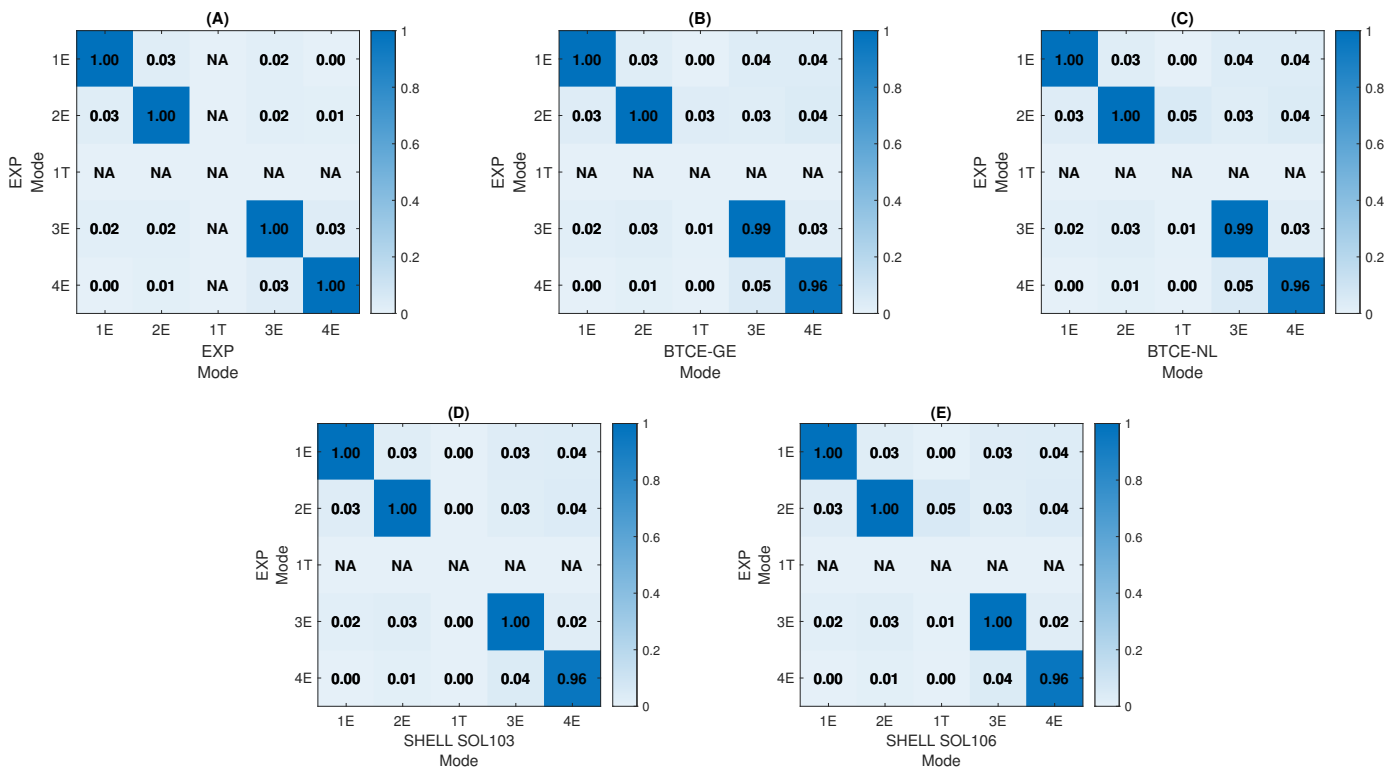 (A)
1E 1.00 0.03 NA 0.02 0.00
2E 0.03 1.00 NA 0.02 0.01
1T NA NA NA NA NA
3E 0.02 0.02 NA 1.00 0.03
4E 0.00 0.01 NA 0.03 1.00
1E 2E 1T 3E 4E
EXP
Mode
EXP
Mode
1
0.8
0.6
0.4
0.2
0
(B)
1E 1.00 0.03 0.00 0.04 0.04
2E 0.03 1.00 0.03 0.03 0.04
1T NA NA NA NA NA
3E 0.02 0.03 0.01 0.99 0.03
4E 0.00 0.01 0.00 0.05 0.96
1E 2E 1T 3E 4E
BTCE-GE
Mode
EXP
Mode
1
0.8
0.6
0.4
0.2
0
(C)
1E 1.00 0.03 0.00 0.04 0.04
2E 0.03 1.00 0.05 0.03 0.04
1T NA NA NA NA NA
3E 0.02 0.03 0.01 0.99 0.03
4E 0.00 0.01 0.00 0.05 0.96
1E 2E 1T 3E 4E
BTCE-NL
Mode
EXP
Mode
1
0.8
0.6
0.4
0.2
0
(D)
1E 1.00 0.03 0.00 0.03 0.04
2E 0.03 1.00 0.00 0.03 0.04
1T NA NA NA NA NA
3E 0.02 0.03 0.00 1.00 0.02
4E 0.00 0.01 0.00 0.04 0.96
1E 2E 1T 3E 4E
SHELL SOL103
Mode
EXP
Mode
1
0.8
0.6
0.4
0.2
0
(E)
1E 1.00 0.03 0.00 0.03 0.04
2E 0.03 1.00 0.05 0.03 0.04
1T NA NA NA NA NA
3E 0.02 0.03 0.01 1.00 0.02
4E 0.00 0.01 0.00 0.04 0.96
1E 2E 1T 3E 4E
SHELL SOL106
Mode
EXP
Mode
1
0.8
0.6
0.4
0.2
0